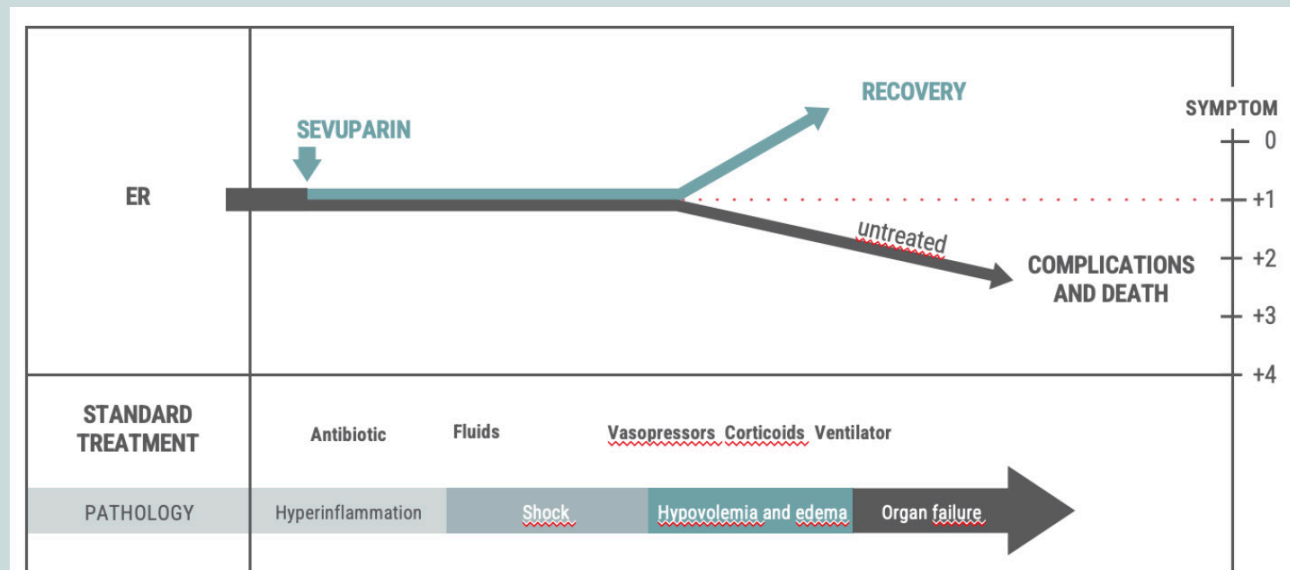 RECOVERY
SYMPTOM
SEVUPARIN
0
ER
+1
untreated
+2
COMPLICATIONS
AND DEATH
+3
+4
STANDARD
TREATMENT
Antibiotic
Fluids
Vasopressors Corticoids Ventilator
PATHOLOGY
Hyperinflammation
Shock
Hypovolemia and edema
Organ failure